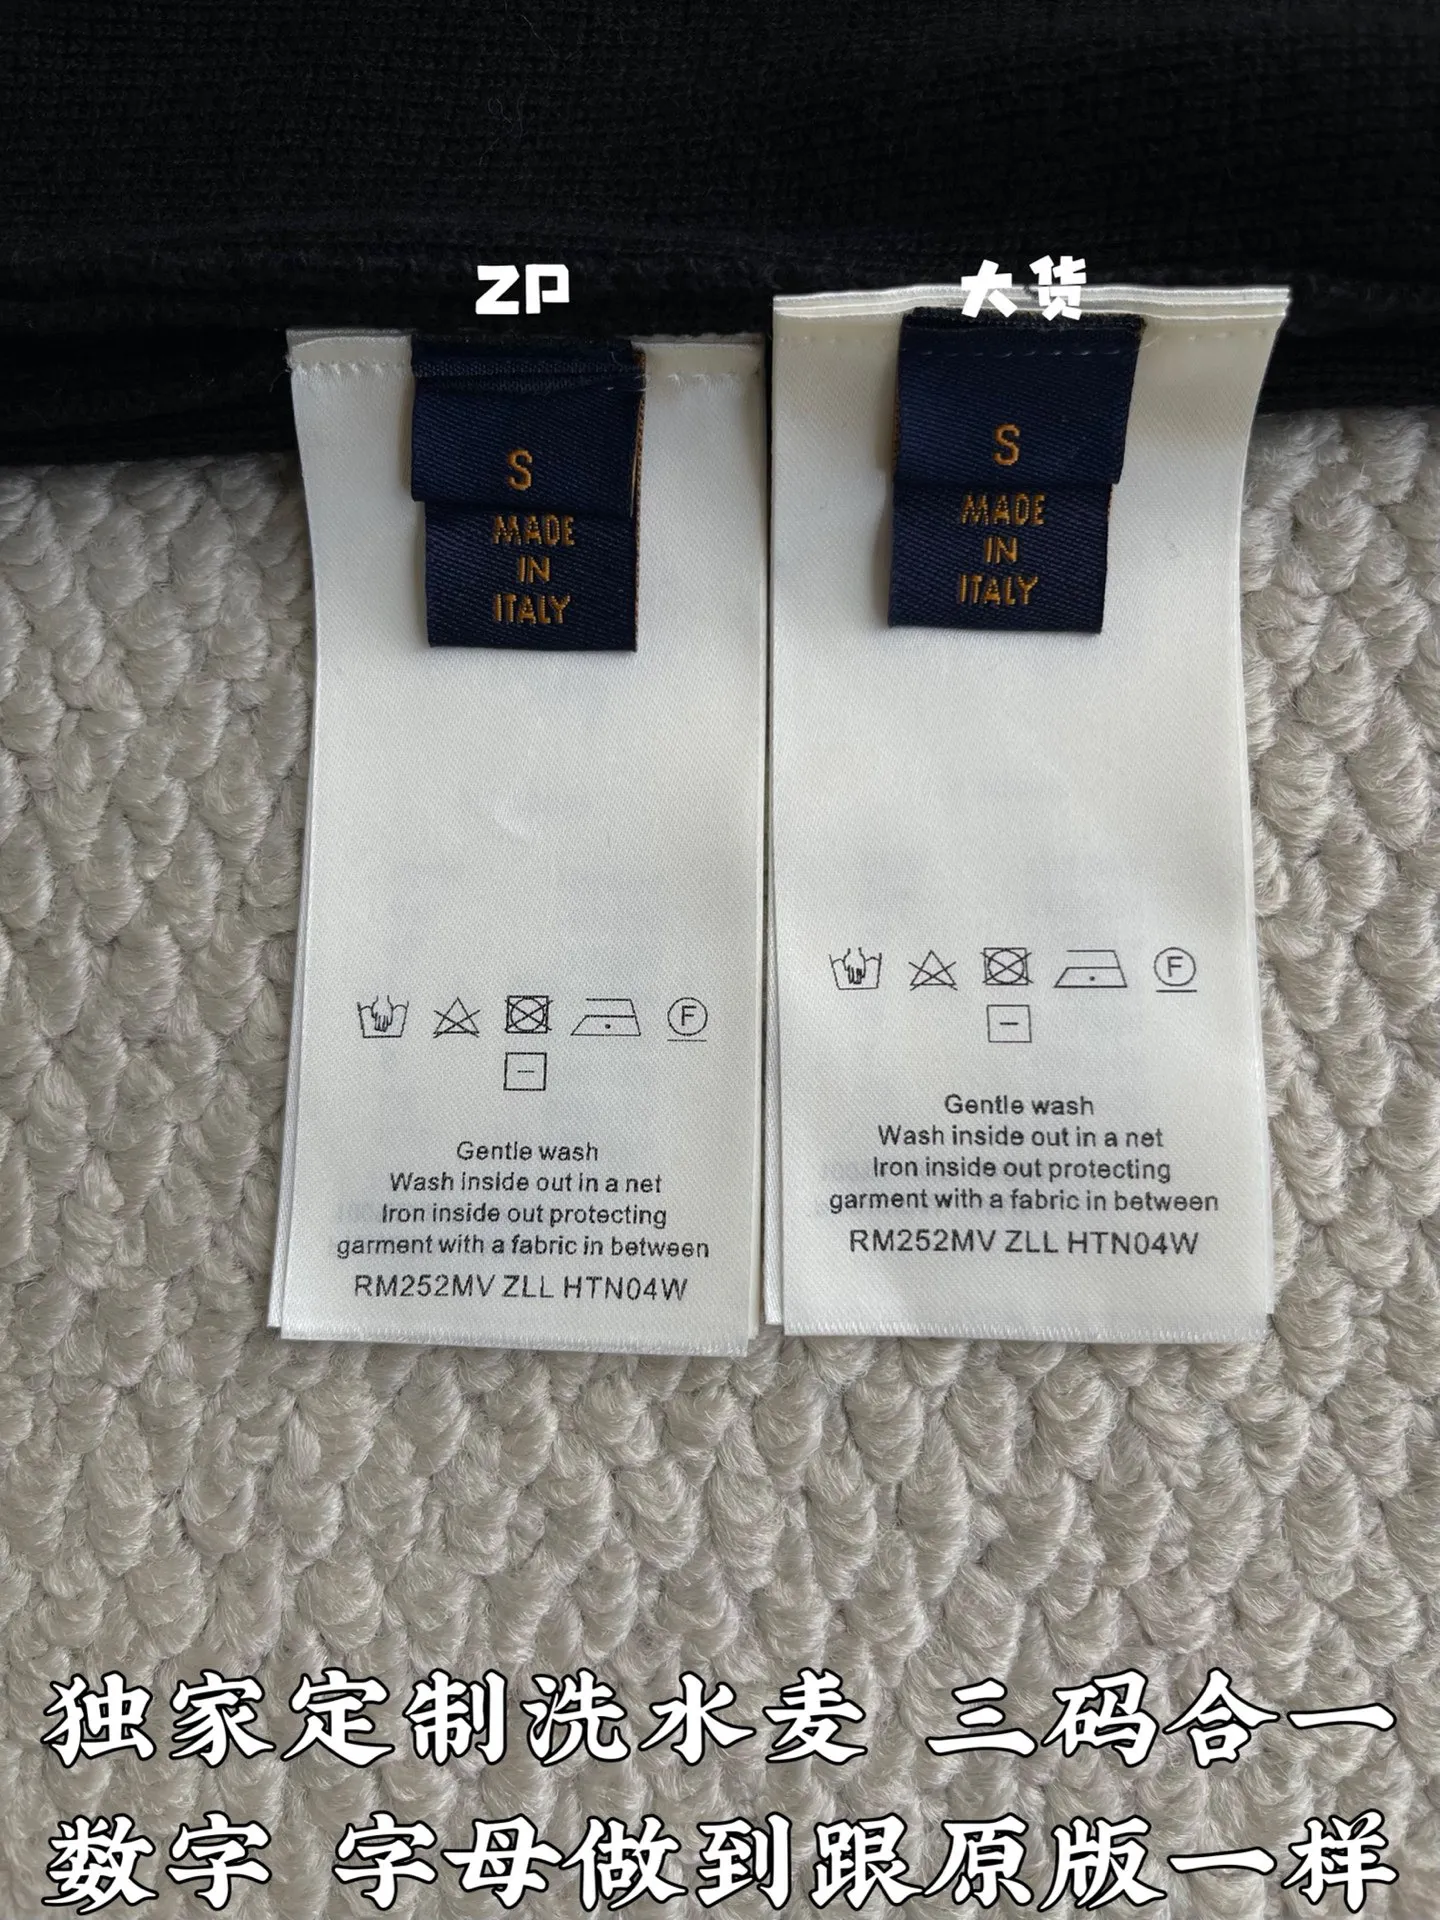 ZP
大货
S
MADE
IN
ITALY
S
MADE
IN
ITALY
F
Gentle wash
Wash inside out in a net
Iron inside out protecting
garment with a fabric in between
RM252MV ZLL HTN04W
F
Gentle wash
Wash inside out in a net
Iron inside out protecting
garment with a fabric in between
RM252MV ZLL HTN04W
独家定制洗水麦 三码合一
数字 字母做到跟原版一样